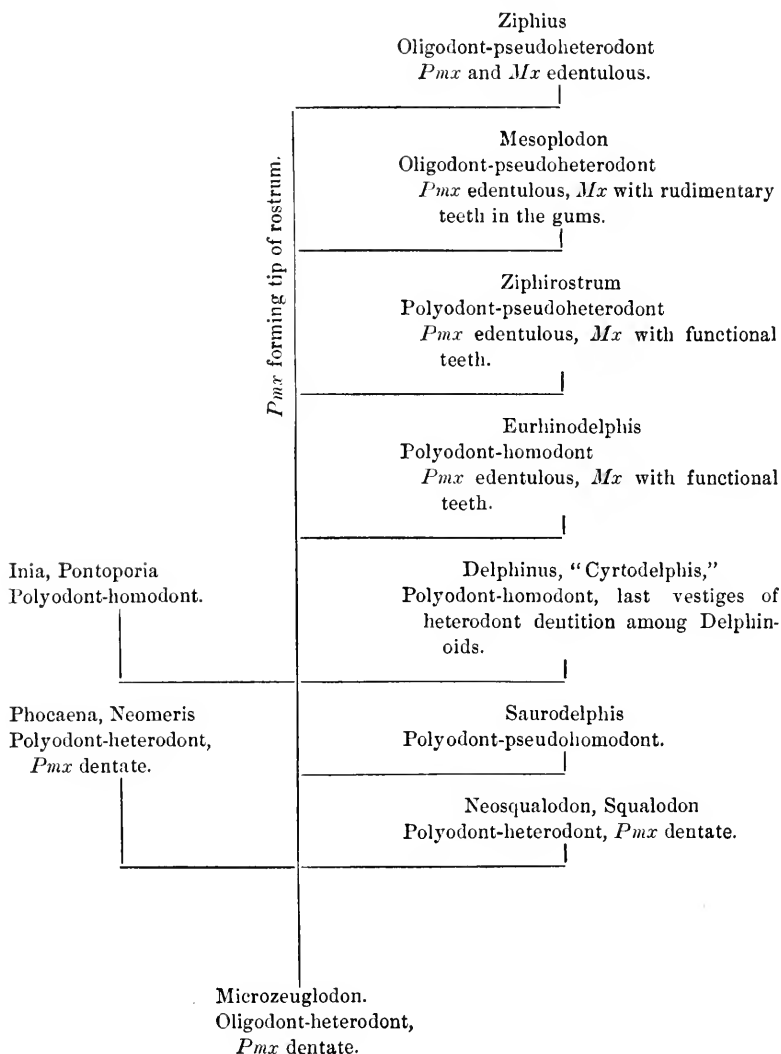 Ziphius
Oligodont-pseudoheterodont
Pmx and Mx edentulous.
Pmx forming tip of rostrum.
Mesoplodon
Oligodont-pseudoheterodont
Pmx edentulous, Mx with rudimentary
teeth in the gums.
Ziphirostrum
Polyodont-pseudoheterodont
Pmx edentulous, Mx with functional
teeth.
Eurhinodelphis
Polyodont-homodont
Pmx edentulous, Mx with functional
teeth.
Inia, Pontoporia
Polyodont-homodont.
Delphinus, “Cyrtodelphis,”
Polyodont-homodont, last vestiges of
heterodont dentition among Delphin-
oids.
Phocaena, Neomeris
Polyodont-heterodont,
Pmx dentate.
Saurodelphis
Polyodont-pseudohomodont.
Neosqualodon, Squalodon
Polyodont-heterodont, Pmx dentate.
Microzeuglodon.
Oligodont-heterodont,
Pmx dentate.